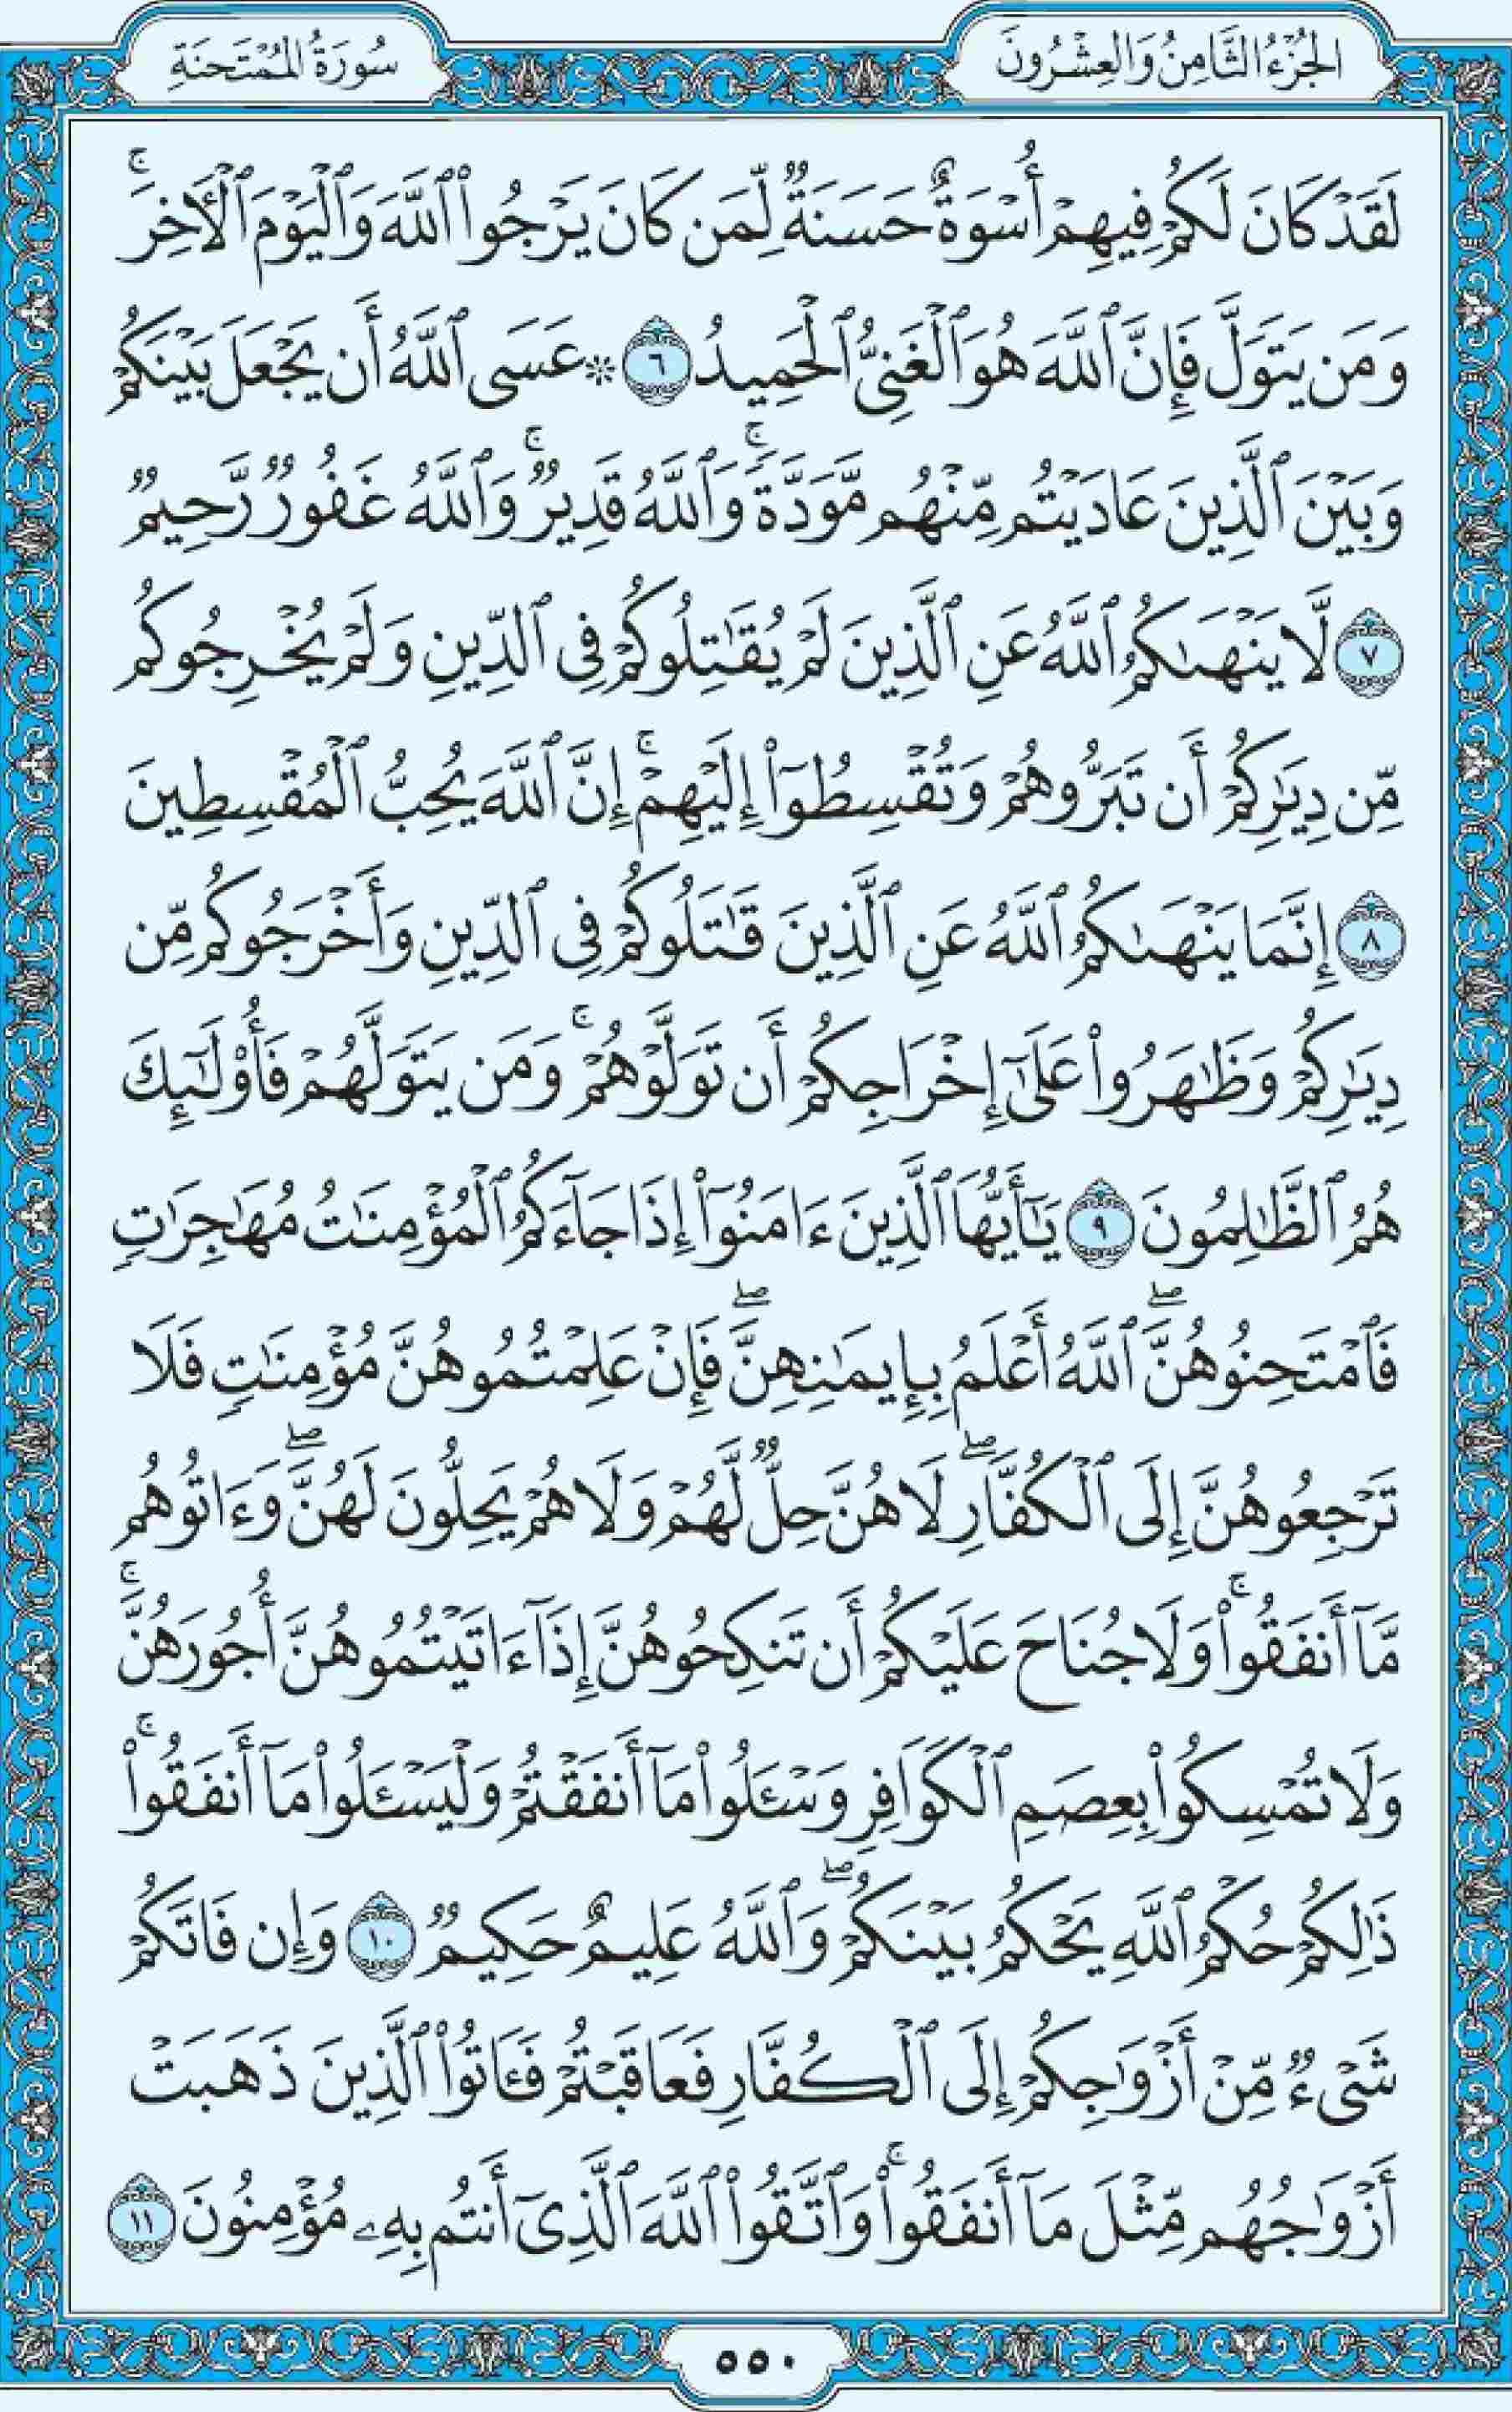 الجُزْءُ الثَّامِنُ وَالعِشْرُونَ
سُورَةُ المُمْتَحنَةِ
لَقَدْ كَانَ لَكُمْ فِيهِمْ أُسْوَةٌ حَسَنَةٌ لِّمَن كَانَ يَرْجُوا۟ ٱللَّهَ وَٱلْيَوْمَ ٱلْـَٔاخِرَ ۚ
وَمَن يَتَوَلَّ فَإِنَّ ٱللَّهَ هُوَ ٱلْغَنِىُّ ٱلْحَمِيدُ ٦ ۞ عَسَى ٱللَّهُ أَن يَجْعَلَ بَيْنَكُمْ
وَبَيْنَ ٱلَّذِينَ عَادَيْتُم مِّنْهُم مَّوَدَّةً ۚ وَٱللَّهُ قَدِيرٌ ۚ وَٱللَّهُ غَفُورٌ رَّحِيمٌ
٧ لَّا يَنْهَىٰكُمُ ٱللَّهُ عَنِ ٱلَّذِينَ لَمْ يُقَٰتِلُوكُمْ فِى ٱلدِّينِ وَلَمْ يُخْرِجُوكُم
مِّن دِيَٰرِكُمْ أَن تَبَرُّوهُمْ وَتُقْسِطُوٓا۟ إِلَيْهِمْ ۚ إِنَّ ٱللَّهَ يُحِبُّ ٱلْمُقْسِطِينَ
٨ إِنَّمَا يَنْهَىٰكُمُ ٱللَّهُ عَنِ ٱلَّذِينَ قَٰتَلُوكُمْ فِى ٱلدِّينِ وَأَخْرَجُوكُم مِّن
دِيَٰرِكُمْ وَظَٰهَرُوا۟ عَلَىٰٓ إِخْرَاجِكُمْ أَن تَوَلَّوْهُمْ ۚ وَمَن يَتَوَلَّهُمْ فَأُو۟لَٰٓئِكَ
هُمُ ٱلظَّٰلِمُونَ ٩ يَٰٓأَيُّهَا ٱلَّذِينَ ءَامَنُوٓا۟ إِذَا جَآءَكُمُ ٱلْمُؤْمِنَٰتُ مُهَٰجِرَٰتٍ
فَٱمْتَحِنُوهُنَّ ۖ ٱللَّهُ أَعْلَمُ بِإِيمَٰنِهِنَّ ۖ فَإِنْ عَلِمْتُمُوهُنَّ مُؤْمِنَٰتٍ فَلَا
تَرْجِعُوهُنَّ إِلَى ٱلْكُفَّارِ ۖ لَا هُنَّ حِلٌّ لَّهُمْ وَلَا هُمْ يَحِلُّونَ لَهُنَّ ۖ وَءَاتُوهُم
مَّآ أَنفَقُوا۟ ۚ وَلَا جُنَاحَ عَلَيْكُمْ أَن تَنكِحُوهُنَّ إِذَآ ءَاتَيْتُمُوهُنَّ أُجُورَهُنَّ ۚ
وَلَا تُمْسِكُوا۟ بِعِصَمِ ٱلْكَوَافِرِ وَسْـَٔلُوا۟ مَآ أَنفَقْتُمْ وَلْيَسْـَٔلُوا۟ مَآ أَنفَقُوا۟ ۚ
ذَٰلِكُمْ حُكْمُ ٱللَّهِ يَحْكُمُ بَيْنَكُمْ ۖ وَٱللَّهُ عَلِيمٌ حَكِيمٌ ١٠ وَإِن فَاتَكُمْ
شَىْءٌ مِّنْ أَزْوَٰجِكُمْ إِلَى ٱلْكُفَّارِ فَعَاقَبْتُمْ فَـَٔاتُوا۟ ٱلَّذِينَ ذَهَبَتْ
أَزْوَٰجُهُم مِّثْلَ مَآ أَنفَقُوا۟ ۚ وَٱتَّقُوا۟ ٱللَّهَ ٱلَّذِىٓ أَنتُم بِهِۦ مُؤْمِنُونَ ١١
٥٥٠